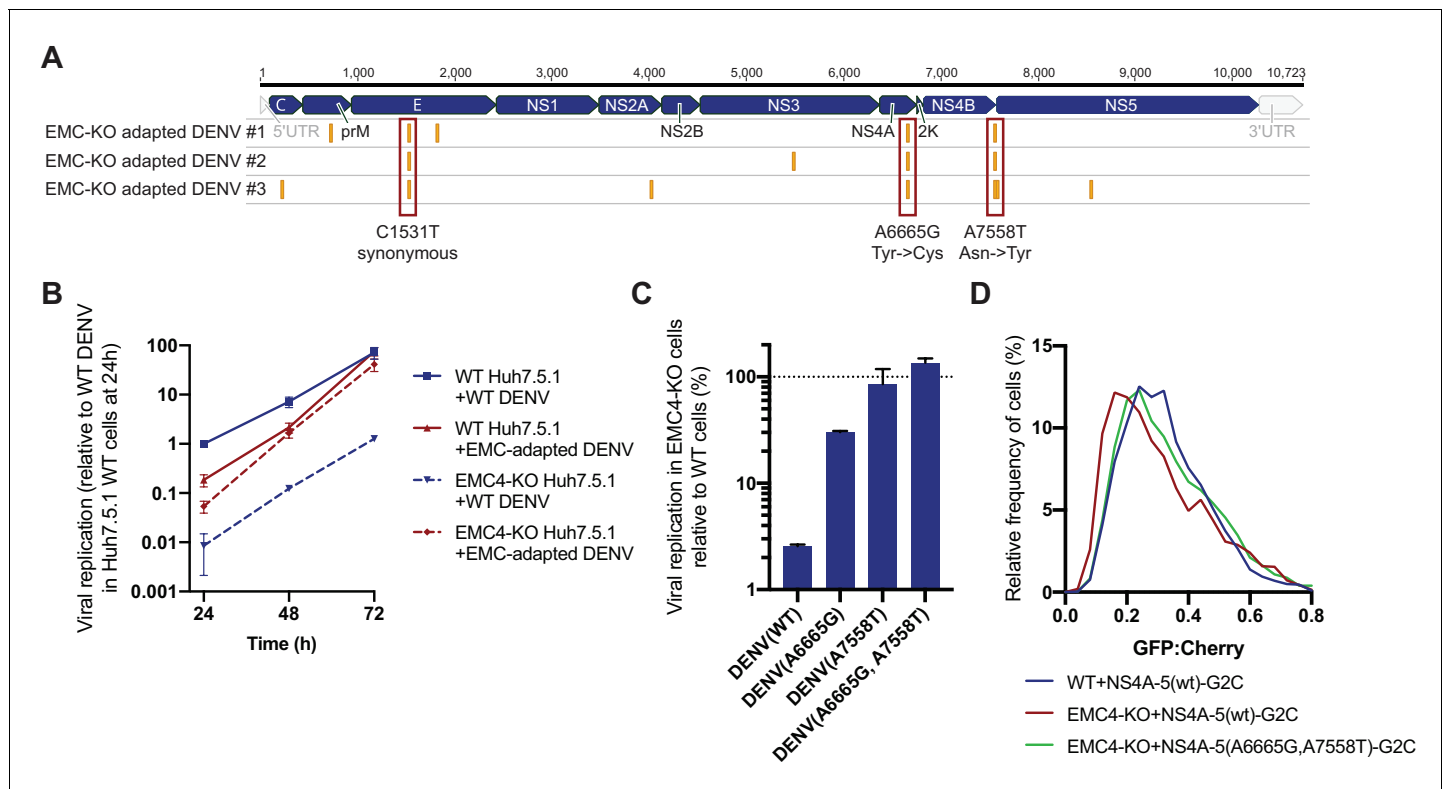 A
1 1,000 2,000 3,000 4,000 5,000 6,000 7,000 8,000 9,000 10,000 10,723
C E NS1 NS2A NS3 NS4B NS5
5'UTR prM NS2B NS4A 2K 3'UTR
EMC-KO adapted DENV #1
EMC-KO adapted DENV #2
EMC-KO adapted DENV #3
C1531T
synonymous
A6665G
Tyr->Cys
A7558T
Asn->Tyr
B
Viral replication (relative to WT DENV
in Huh7.5.1 WT cells at 24h)
100
10
1
0.1
0.01
0.001
24 48 72
Time (h)
WT Huh7.5.1
+WT DENV
WT Huh7.5.1
+EMC-adapted DENV
EMC4-KO Huh7.5.1
+WT DENV
EMC4-KO Huh7.5.1
+EMC-adapted DENV
C
Viral replication in EMC4-KO cells
relative to WT cells (%)
100
10
1
DENV(WT)
DENV(A6665G)
DENV(A7558T)
DENV(A6665G, A7558T)
D
Relative frequency of cells (%)
15
10
5
0
0.0 0.2 0.4 0.6 0.8
GFP:Cherry
WT+NS4A-5(wt)-G2C
EMC4-KO+NS4A-5(wt)-G2C
EMC4-KO+NS4A-5(A6665G,A7558T)-G2C